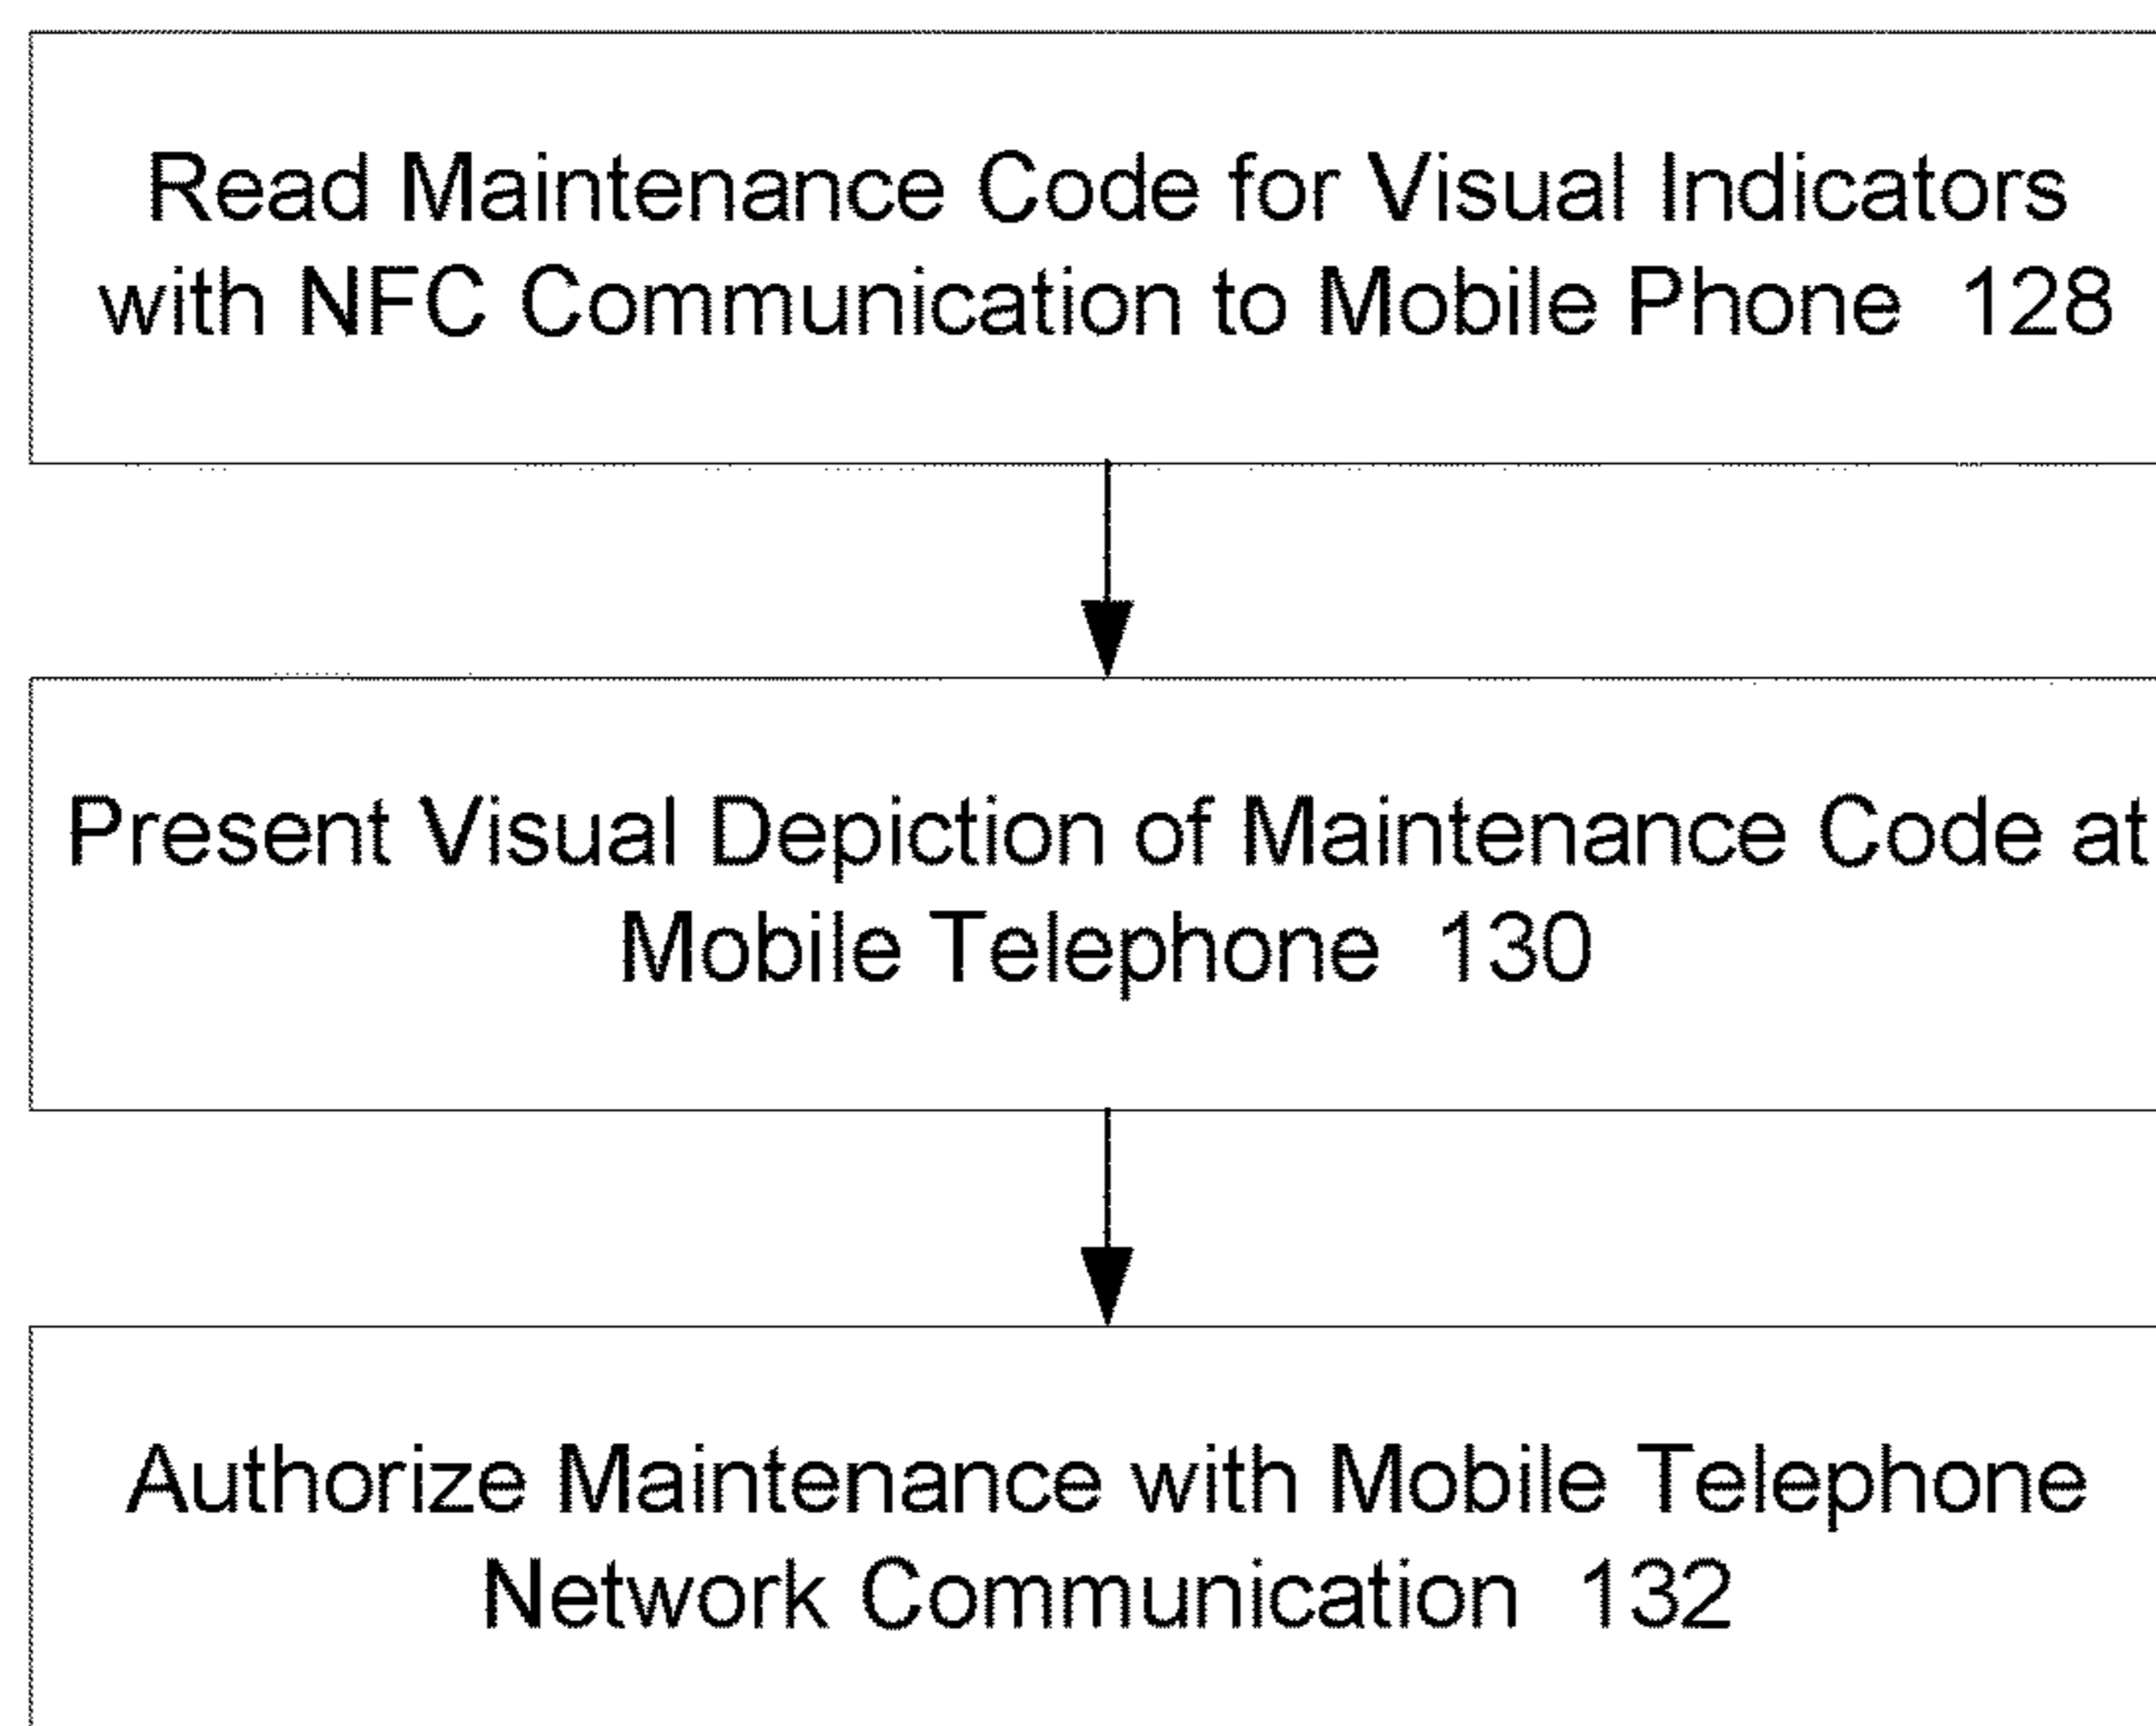 Read Maintenance Code for Visual Indicators
with NFC Communication to Mobile Phone 128
Present Visual Depiction of Maintenance Code at
Mobile Telephone 130
Authorize Maintenance with Mobile Telephone
Network Communication 132